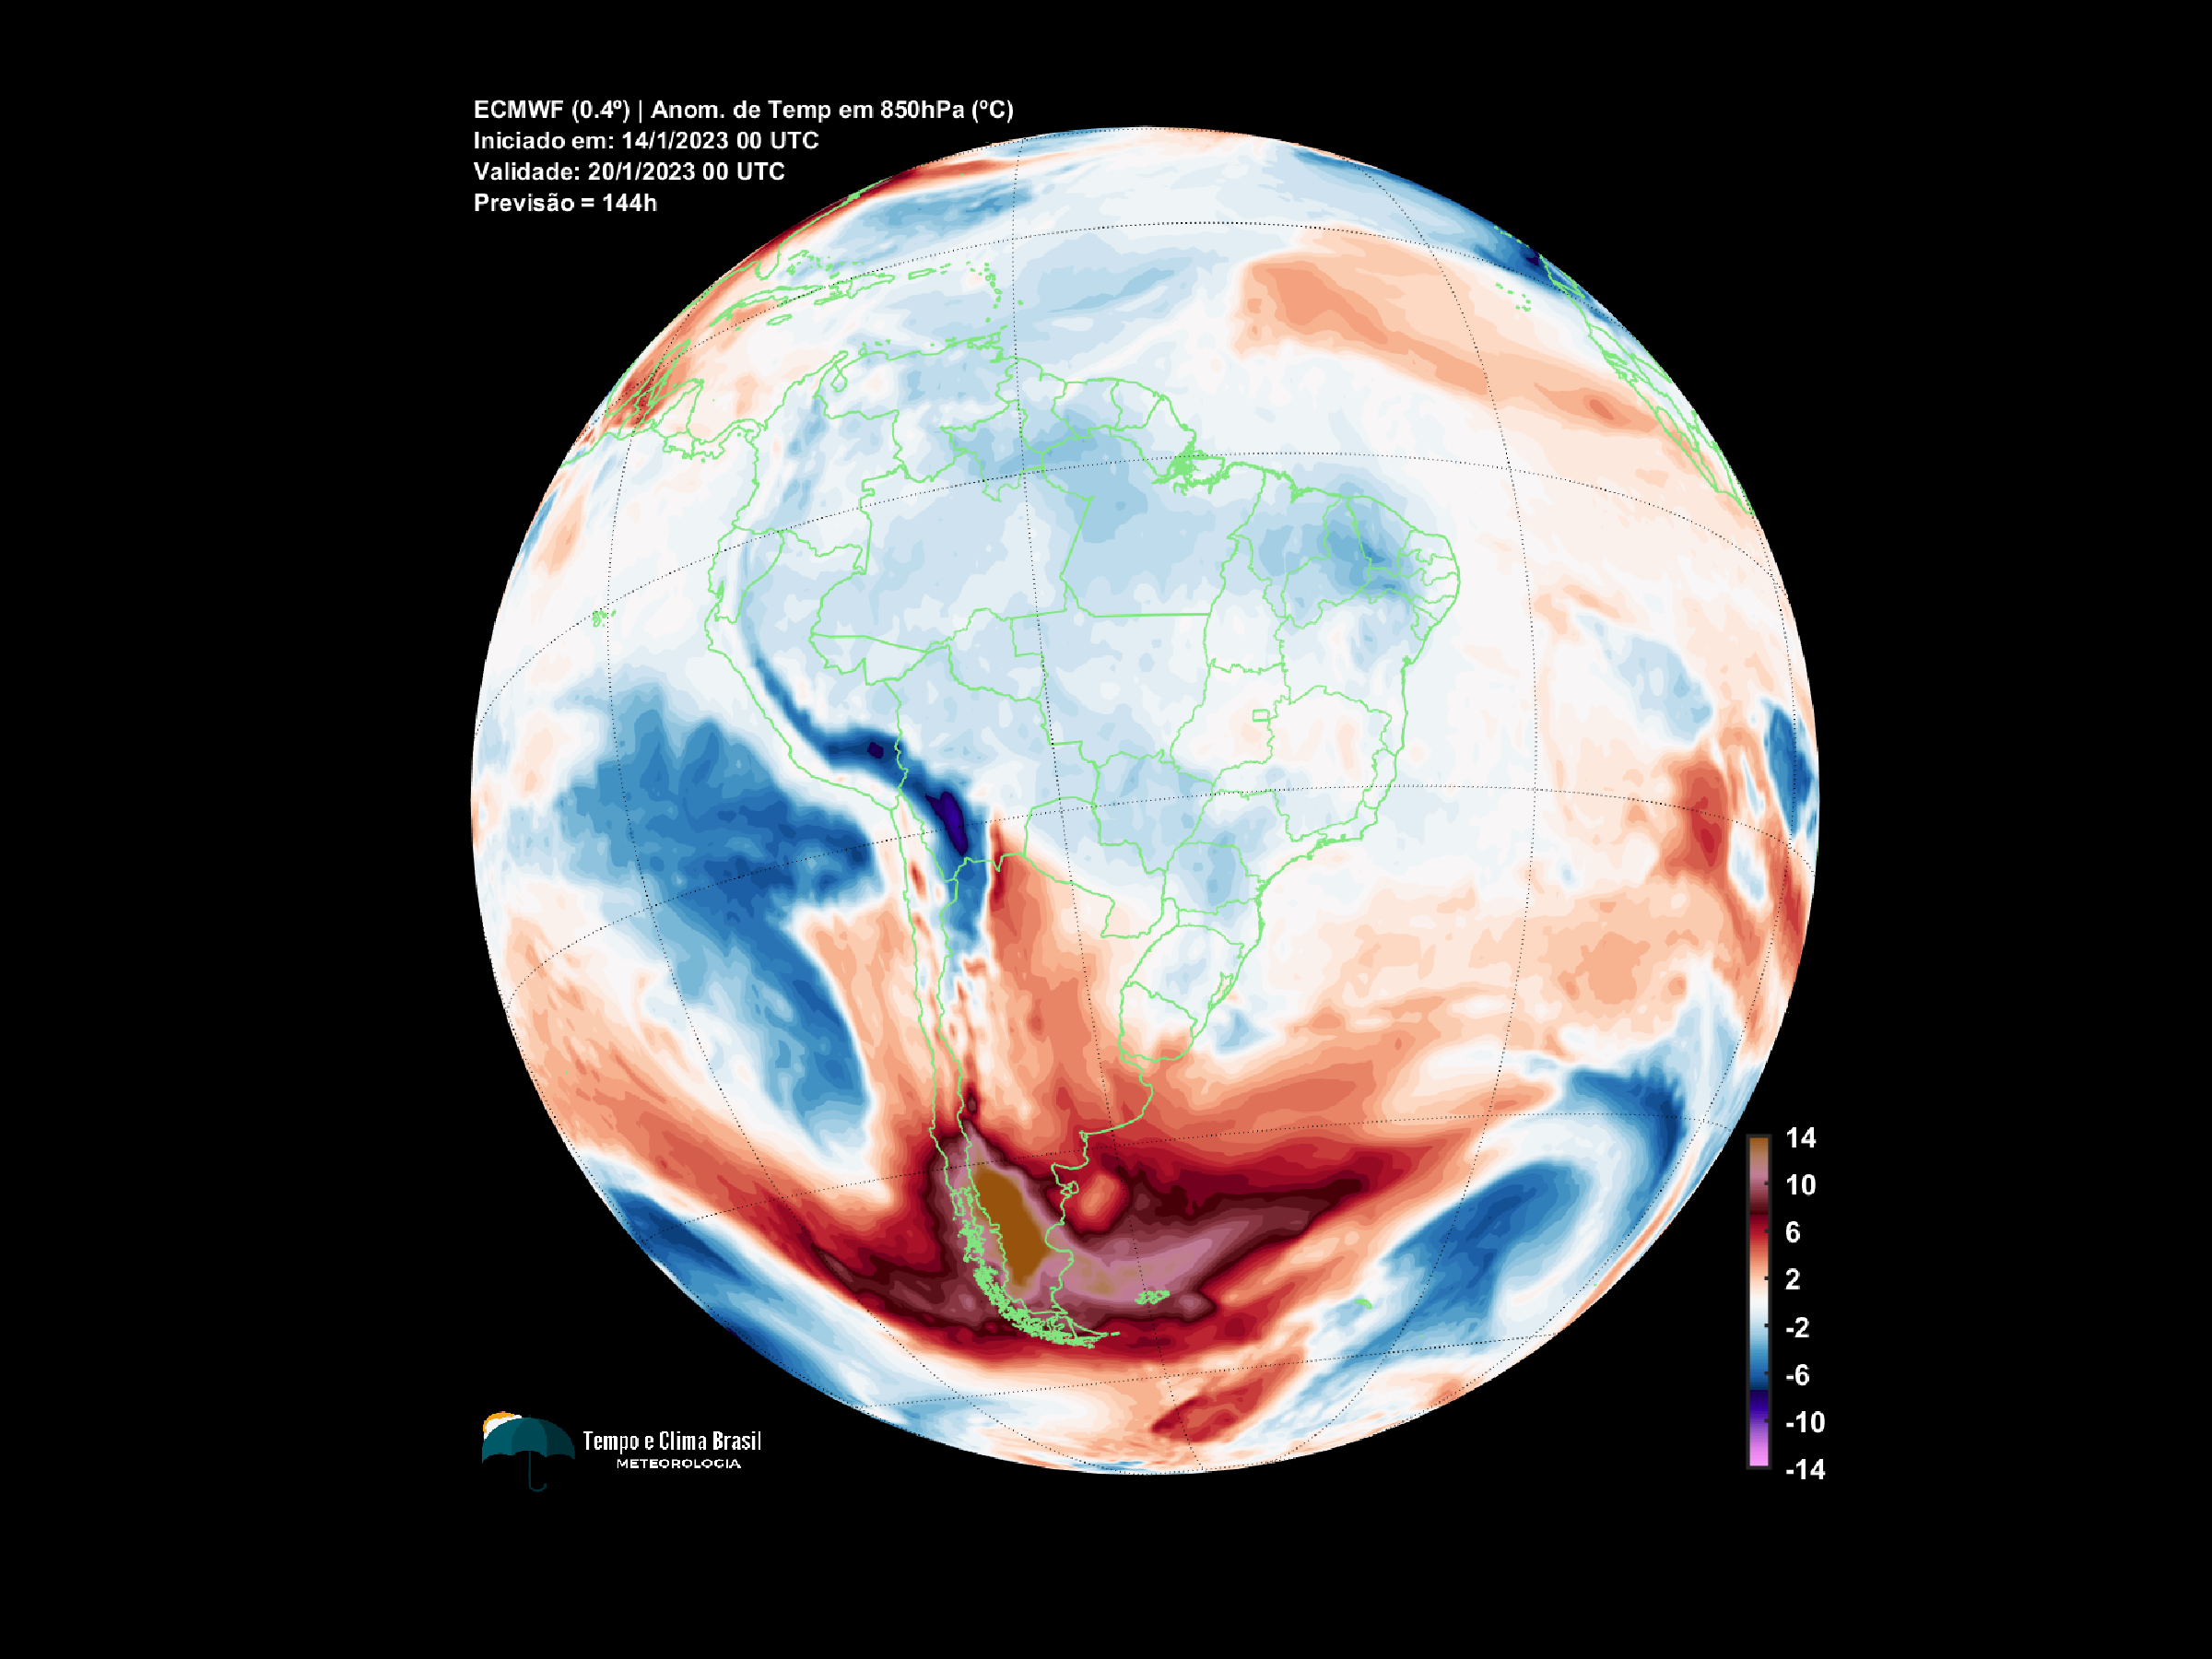 ECMWF (0.4º) | Anom. de Temp em 850hPa (ºC)
Iniciado em: 14/1/2023 00 UTC
Validade: 20/1/2023 00 UTC
Previsão = 144h
14
10
6
2
-2
-6
-10
-14
Tempo e Clima Brasil
METEOROLOGIA